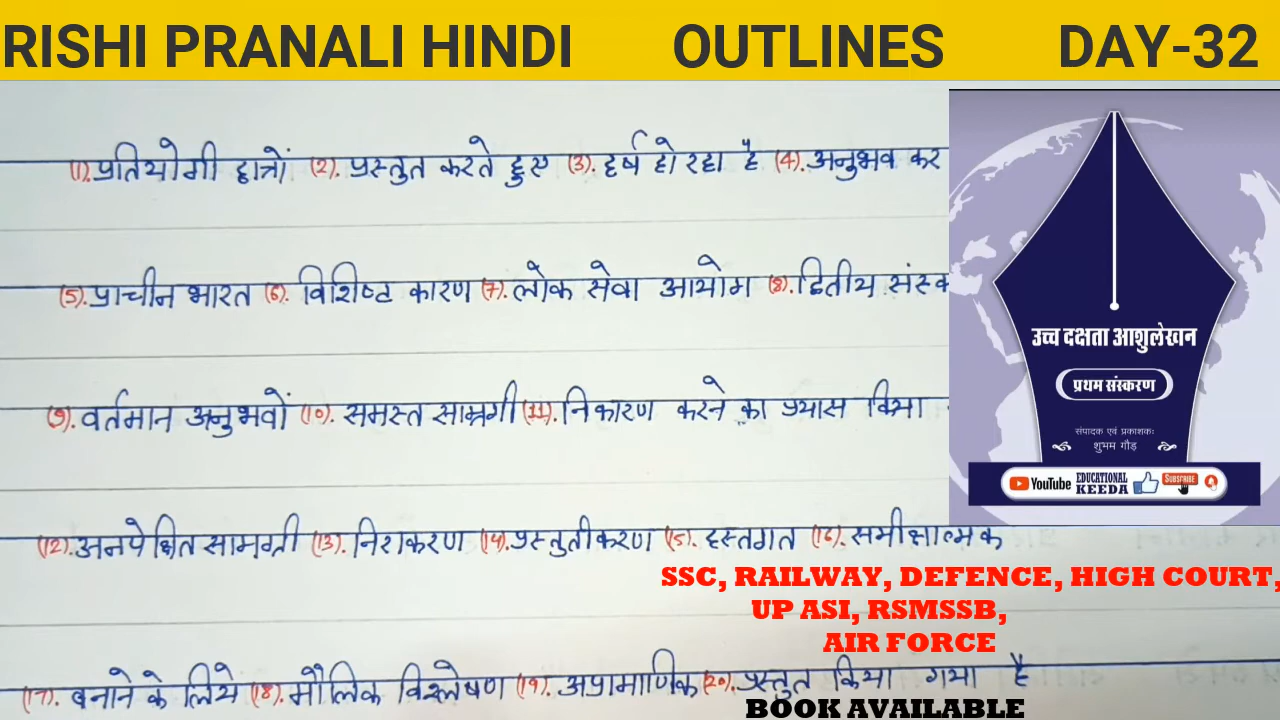 RISHI PRANALI HINDI OUTLINES DAY-32
(1). प्रतियोगी छात्रों (2). प्रस्तुत करते हुए (3). हर्ष हो रहा है (4). अनुभव कर
(5). प्राचीन भारत (6). विशिष्ट कारण (7). लोक सेवा आयोग (8). द्वितीय संस्क
(9). वर्तमान अनुभवों (10). समस्त सामग्री (11). निकारण करने का प्रयास किया
(12). अनपेक्षित सामग्री (13). निराकरण (14). प्रस्तुतीकरण (15). हस्तगत (16). समीक्षात्मक
(17). बनाने के लिये (18). मौलिक विश्लेषण (19). अप्रामाणिक (20). प्रस्तुत किया गया है
उच्च दक्षता आशुलेखन
प्रथम संस्करण
संपादक एवं प्रकाशकः
शुभम गौड़
YouTube EDUCATIONAL KEEDA SUBSCRIBE
SSC, RAILWAY, DEFENCE, HIGH COURT,
UP ASI, RSMSSB,
AIR FORCE
BOOK AVAILABLE